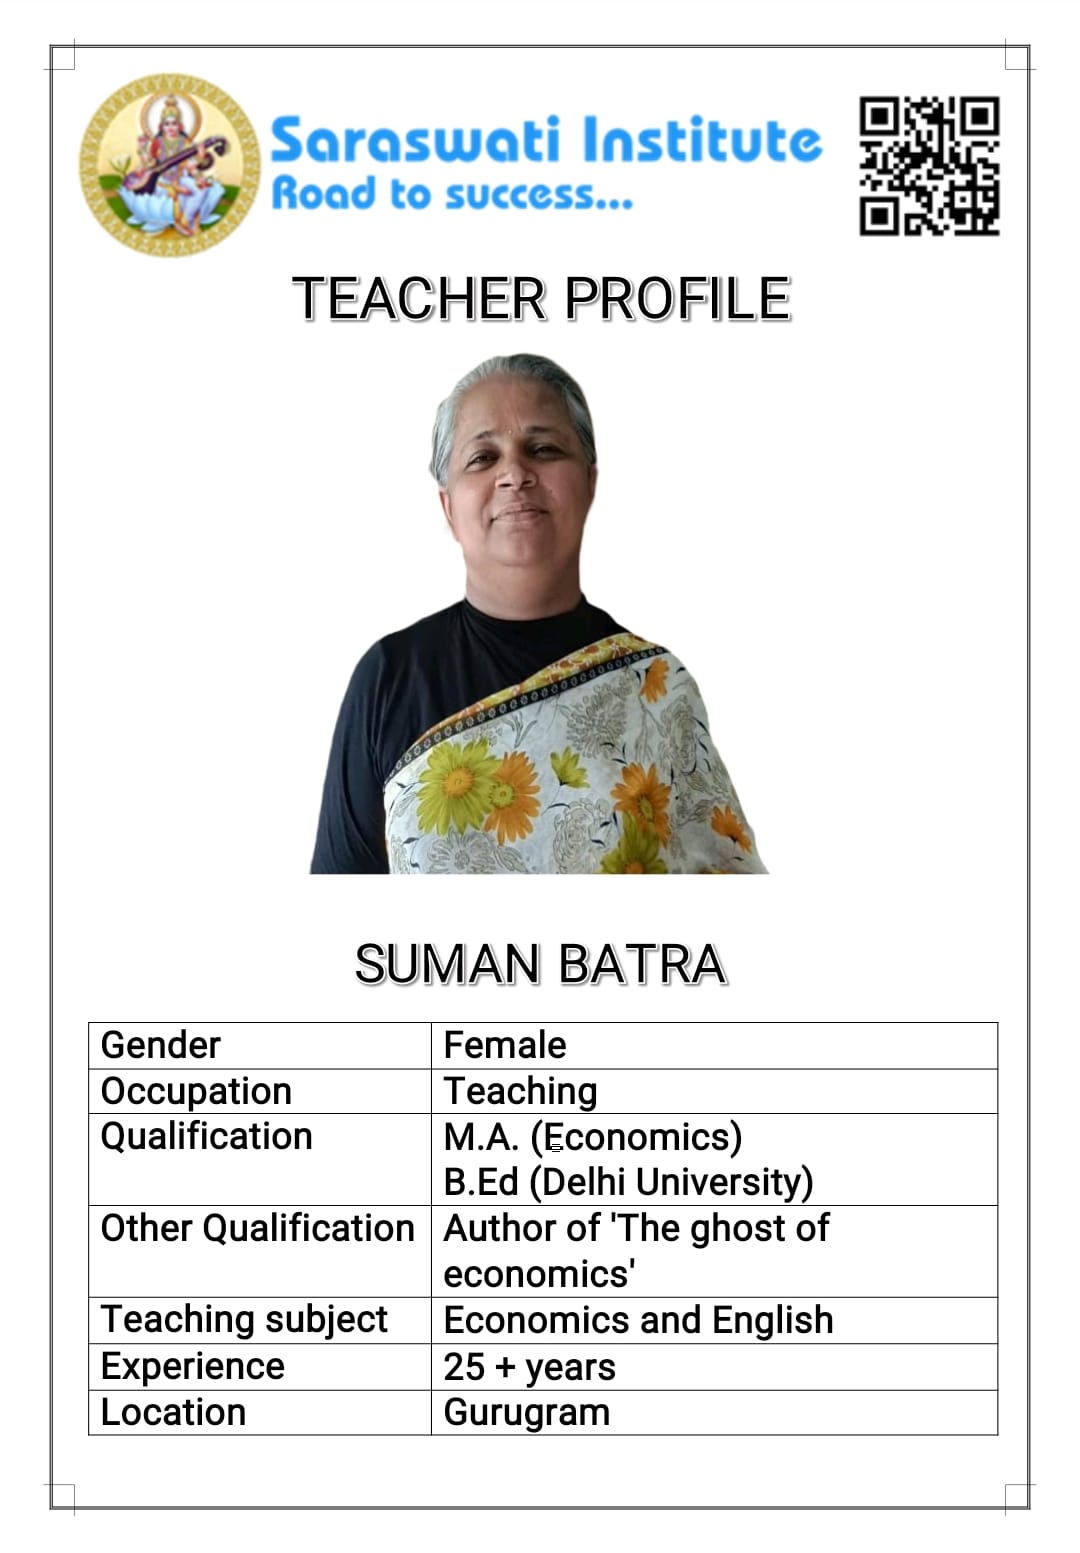 Saraswati Institute
Road to success...
TEACHER PROFILE
SUMAN BATRA
Gender Female
Occupation Teaching
Qualification M.A. (Economics)
B.Ed (Delhi University)
Other Qualification Author of 'The ghost of
economics'
Teaching subject Economics and English
Experience 25 + years
Location Gurugram